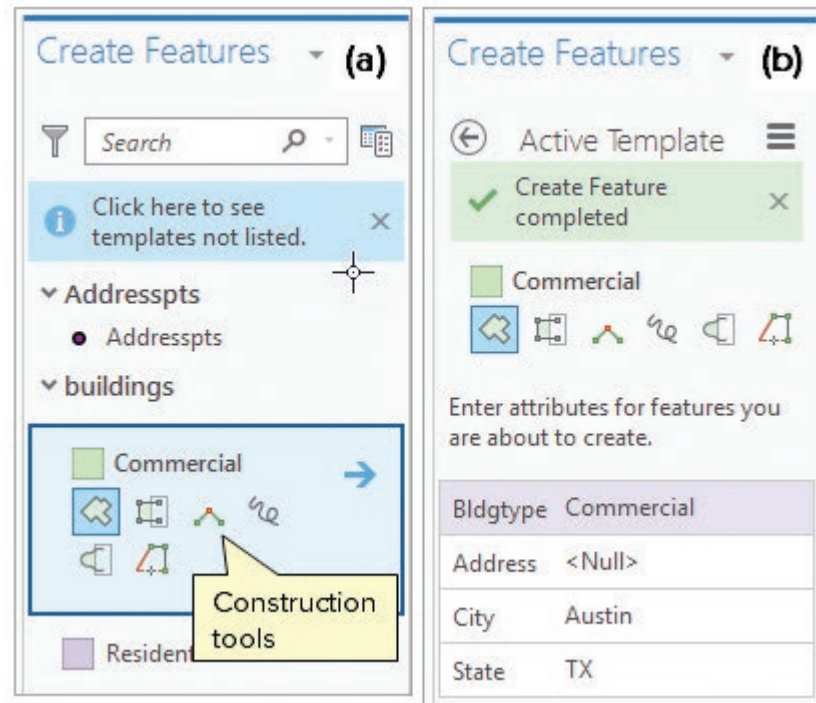 Create Features (a)
Search
Click here to see
templates not listed.
Addresspts
Addresspts
buildings
Commercial
Construction
tools
Resident
Create Features (b)
Active Template
Create Feature
completed
Commercial
Enter attributes for features you
are about to create.
Bldgtype Commercial
Address <Null>
City Austin
State TX